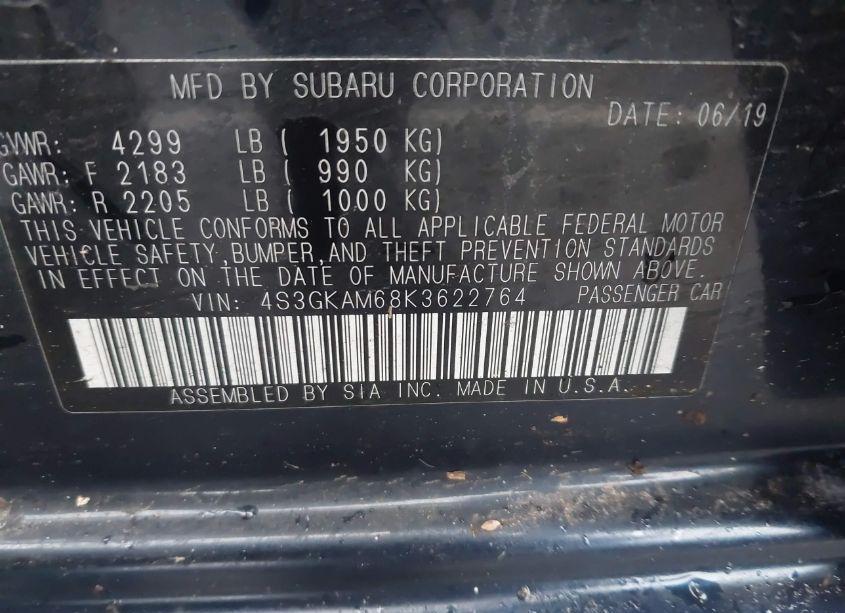 MFD BY SUBARU CORPORATION
DATE: 06/19
GVWR: 4299 LB ( 1950 KG)
GAWR: F 2183 LB ( 990 KG)
GAWR: R 2205 LB ( 1000 KG)
THIS VEHICLE CONFORMS TO ALL APPLICABLE FEDERAL MOTOR
VEHICLE SAFETY,BUMPER,AND THEFT PREVENTION STANDARDS
IN EFFECT ON THE DATE OF MANUFACTURE SHOWN ABOVE.
VIN: 4S3GKAM68K3622764 PASSENGER CAR
ASSEMBLED BY SIA INC. MADE IN U.S.A.